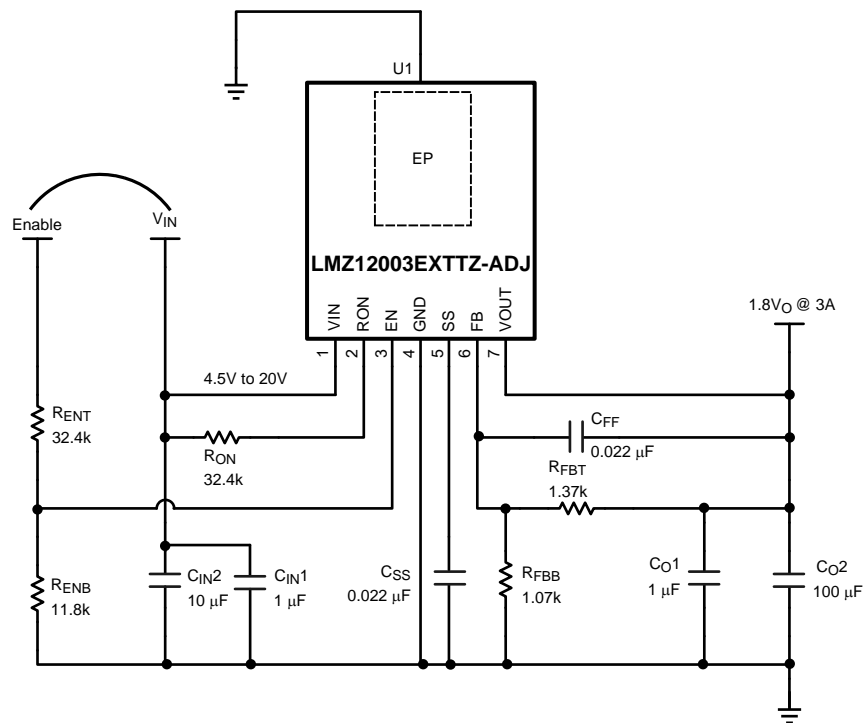 U1
EP
Enable
VIN
LMZ12003EXTTZ-ADJ
VIN
RON
EN
GND
SS
FB
VOUT
1
2
3
4
5
6
7
1.8VO @ 3A
4.5V to 20V
RENT
32.4k
RON
32.4k
CFF
0.022 µF
RFBT
1.37k
RENB
11.8k
CIN2
10 µF
CIN1
1 µF
CSS
0.022 µF
RFBB
1.07k
CO1
1 µF
CO2
100 µF